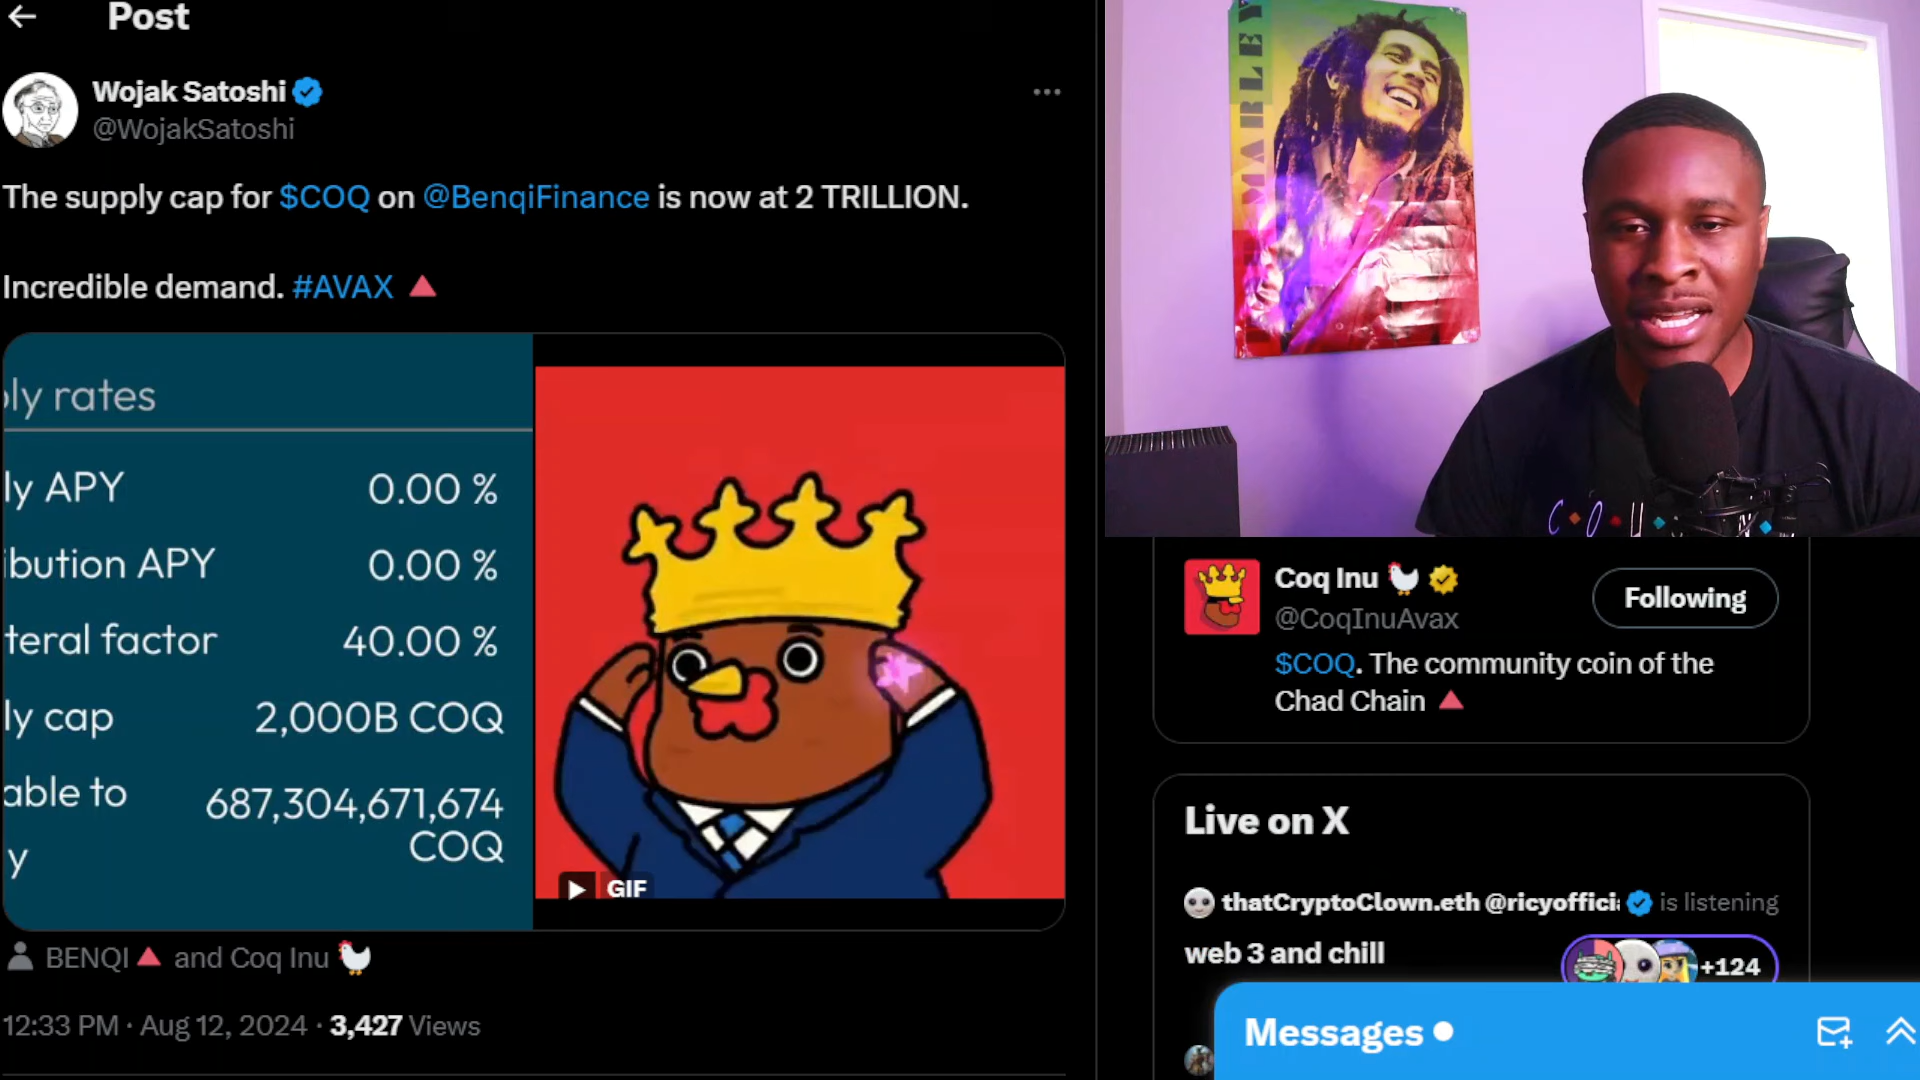 Post
Wojak Satoshi
@WojakSatoshi
The supply cap for $COQ on @BenqiFinance is now at 2 TRILLION.
Incredible demand. #AVAX
ply rates
ly APY 0.00 %
ibution APY 0.00 %
teral factor 40.00 %
ly cap 2,000B COQ
able to 687,304,671,674
COQ
y
GIF
BENQI and Coq Inu
12:33 PM · Aug 12, 2024 · 3,427 Views
MARLEY
Coq Inu
@CoqInuAvax
Following
$COQ. The community coin of the
Chad Chain
Live on X
thatCryptoClown.eth @ricyoffici is listening
web 3 and chill
+124
Messages